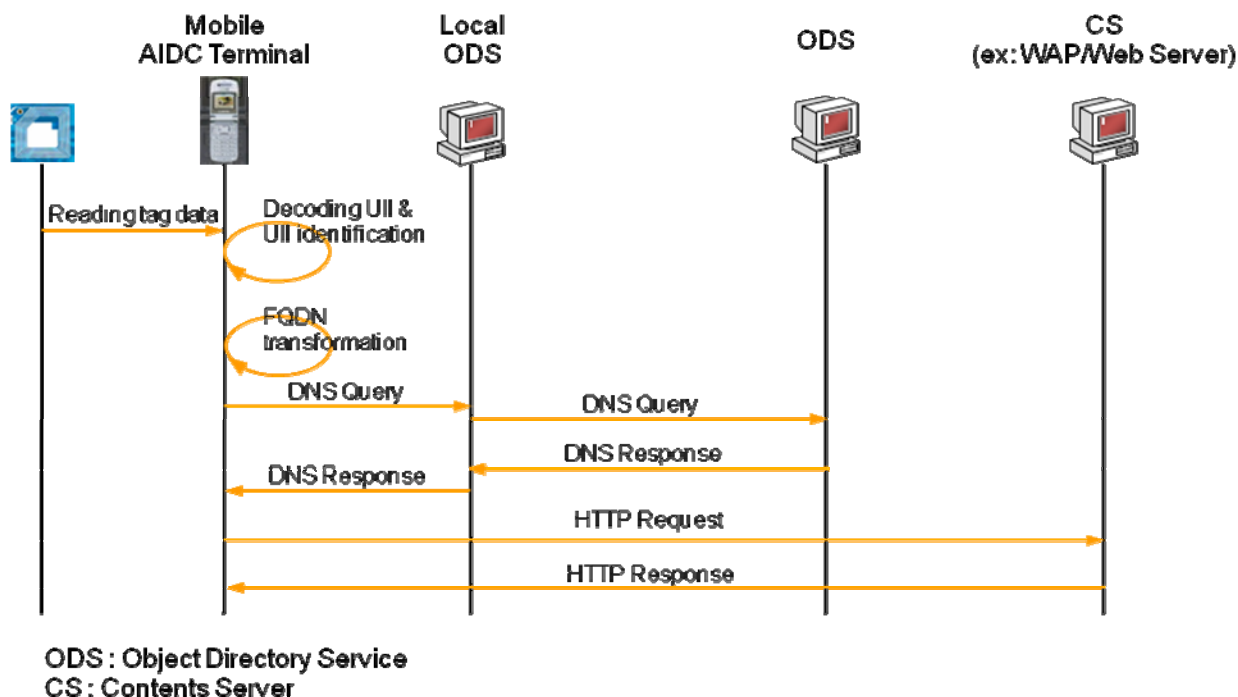 Mobile
AIDC Terminal
Local
ODS
ODS
CS
(ex: WAP/Web Server)
Reading tag data
Decoding UII &
UII identification
FQDN
transformation
DNS Query
DNS Query
DNS Response
DNS Response
HTTP Request
HTTP Response
ODS : Object Directory Service
CS : Contents Server